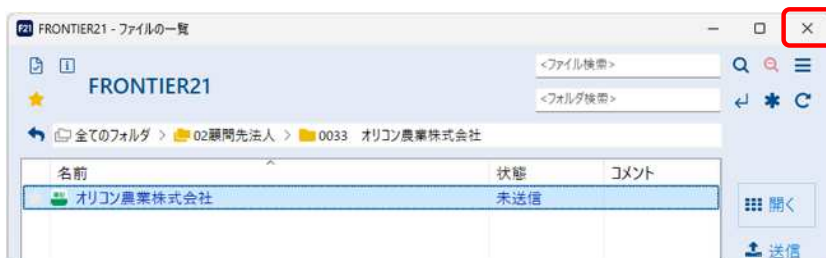 F21 FRONTIER21 - ファイルの一覧
<ファイル検索>
FRONTIER21
<フォルダ検索>
全てのフォルダ > 02顧問先法人 > 0033 オリコン農業株式会社
名前 状態 コメント
オリコン農業株式会社 未送信
開く
送信